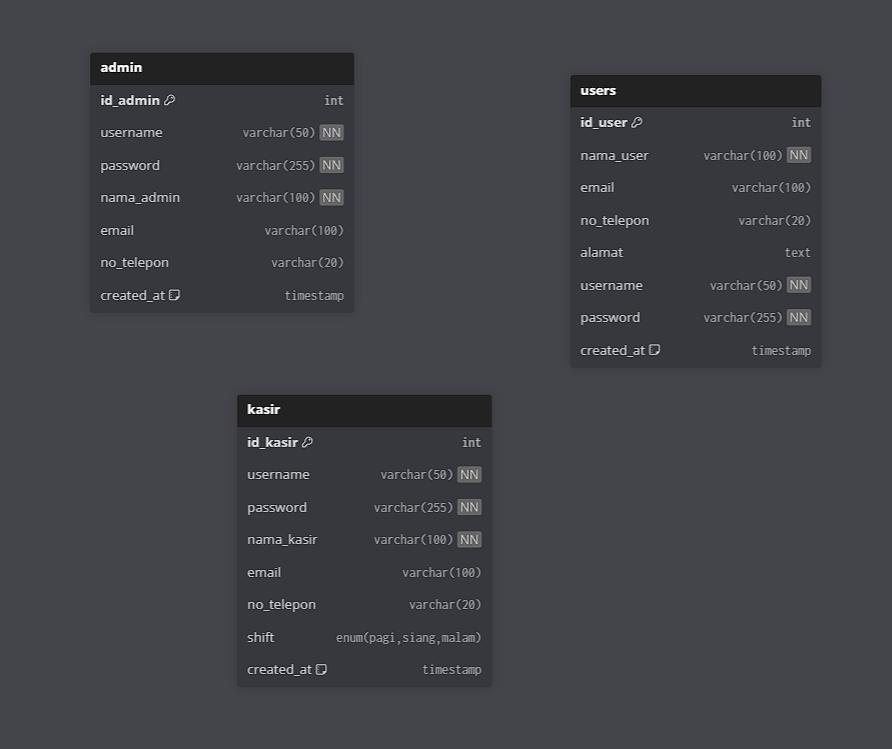 admin
id_admin int
username varchar(50) NN
password varchar(255) NN
nama_admin varchar(100) NN
email varchar(100)
no_telepon varchar(20)
created_at timestamp
users
id_user int
nama_user varchar(100) NN
email varchar(100)
no_telepon varchar(20)
alamat text
username varchar(50) NN
password varchar(255) NN
created_at timestamp
kasir
id_kasir int
username varchar(50) NN
password varchar(255) NN
nama_kasir varchar(100) NN
email varchar(100)
no_telepon varchar(20)
shift enum(pagi,siang,malam)
created_at timestamp